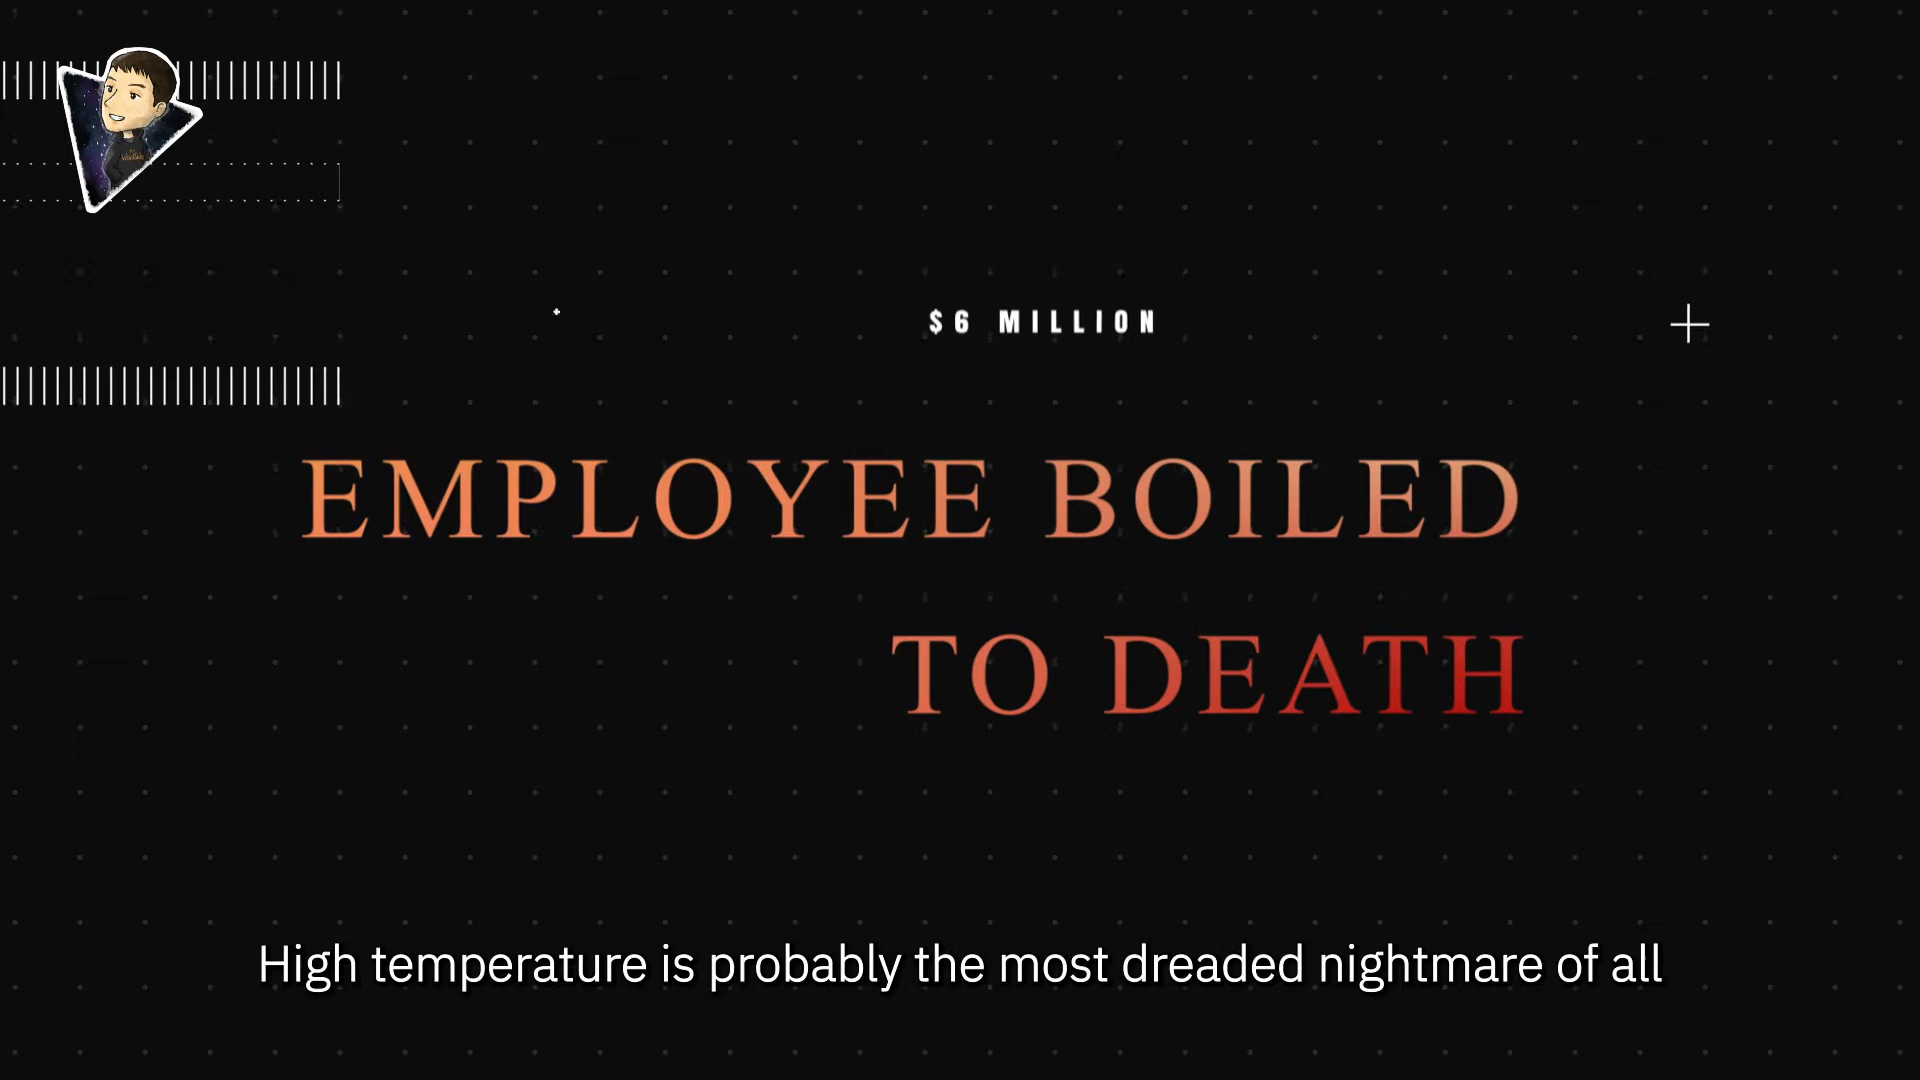 $6 MILLION
EMPLOYEE BOILED
TO DEATH
High temperature is probably the most dreaded nightmare of all